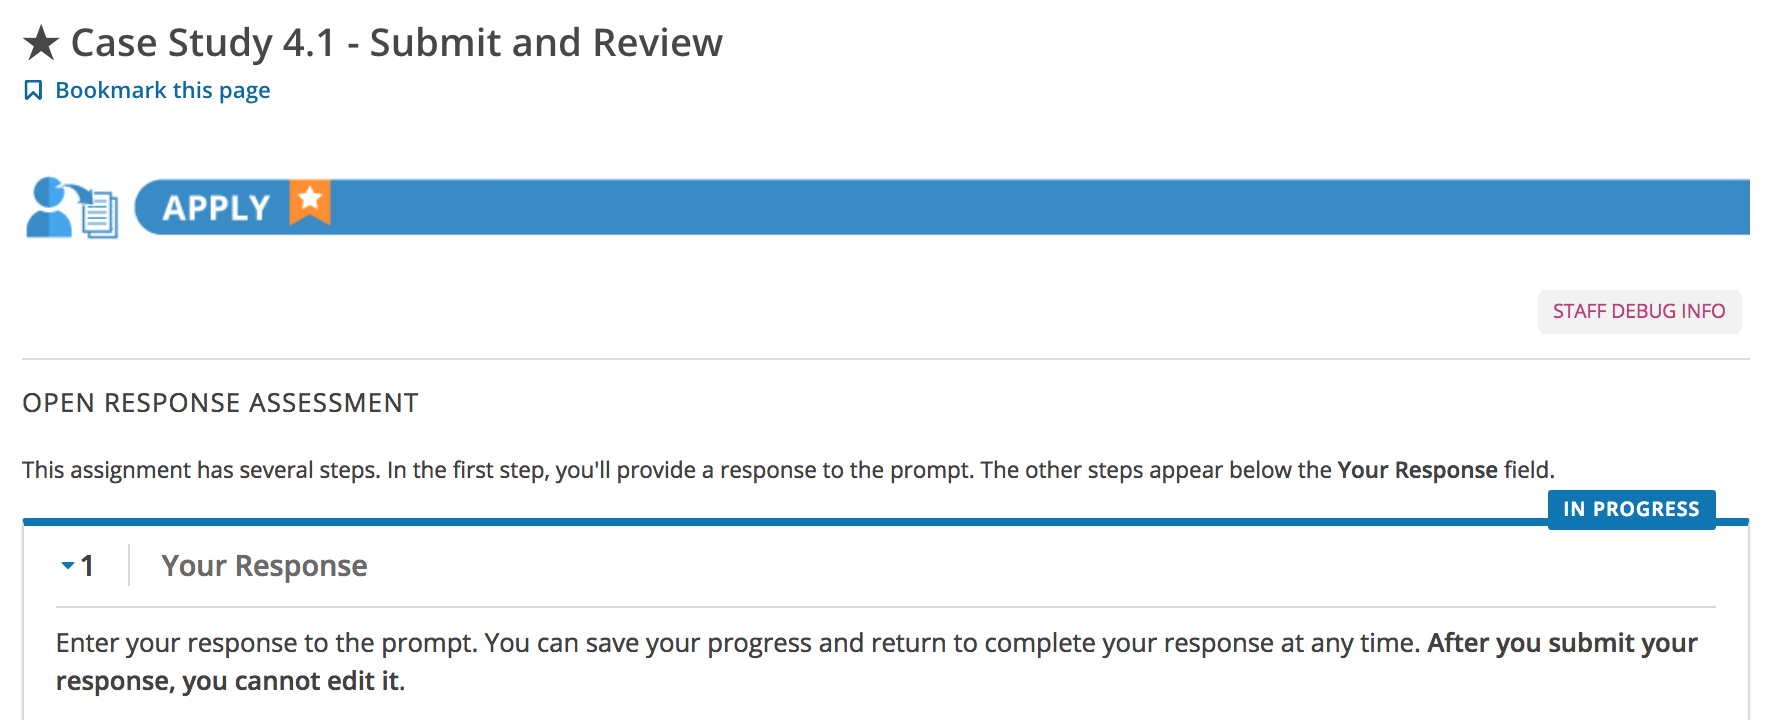 ★ Case Study 4.1 - Submit and Review
Bookmark this page
APPLY
STAFF DEBUG INFO
OPEN RESPONSE ASSESSMENT
This assignment has several steps. In the first step, you'll provide a response to the prompt. The other steps appear below the Your Response field.
IN PROGRESS
1 Your Response
Enter your response to the prompt. You can save your progress and return to complete your response at any time. After you submit your
response, you cannot edit it.